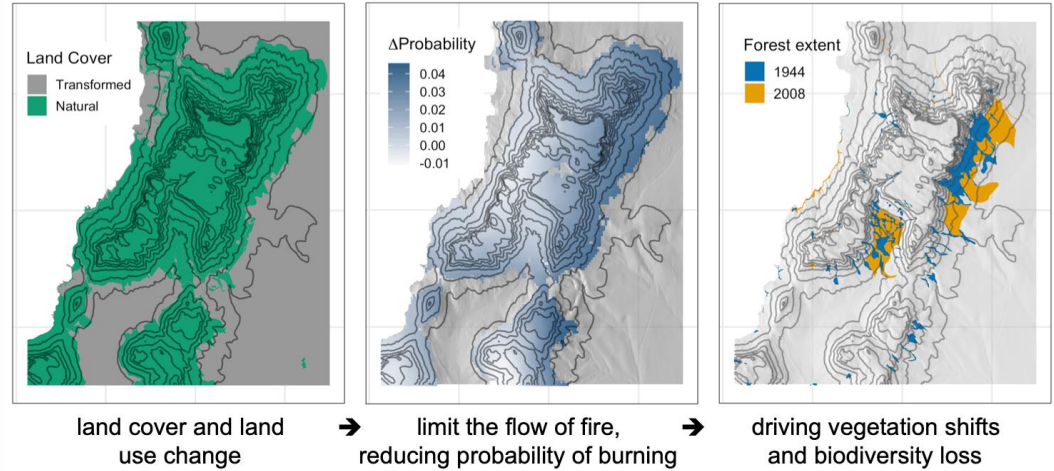 Land Cover
Transformed
Natural
ΔProbability
0.04
0.03
0.02
0.01
0.00
-0.01
Forest extent
1944
2008
land cover and land
use change
➔
limit the flow of fire,
reducing probability of burning
➔
driving vegetation shifts
and biodiversity loss